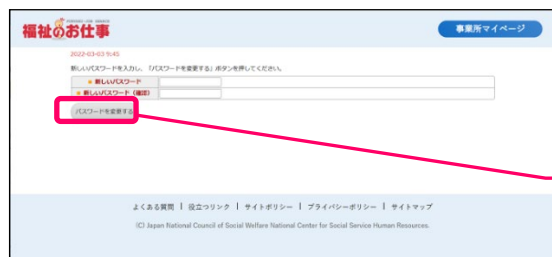 福祉のお仕事
事業所マイページ
2022-03-03 9:45
新しいパスワードを入力し、「パスワードを変更する」ボタンを押してください。
新しいパスワード
新しいパスワード（確認）
パスワードを変更する
よくある質問 | 役立つリンク | サイトポリシー | プライバシーポリシー | サイトマップ
(C) Japan National Council of Social Welfare National Center for Social Service Human Resources.